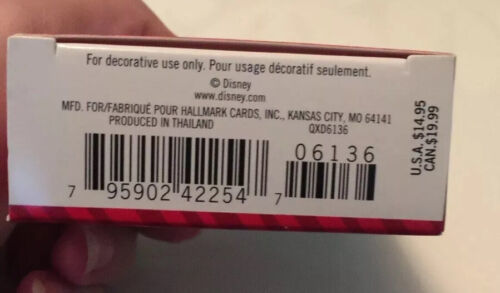 For decorative use only. Pour usage décoratif seulement.
© Disney
www.disney.com
MFD. FOR/FABRIQUÉ POUR HALLMARK CARDS, INC., KANSAS CITY, MO 64141
PRODUCED IN THAILAND QXD6136
06136
7 95902 42254 7
U.S.A. $14.95
CAN.$19.99